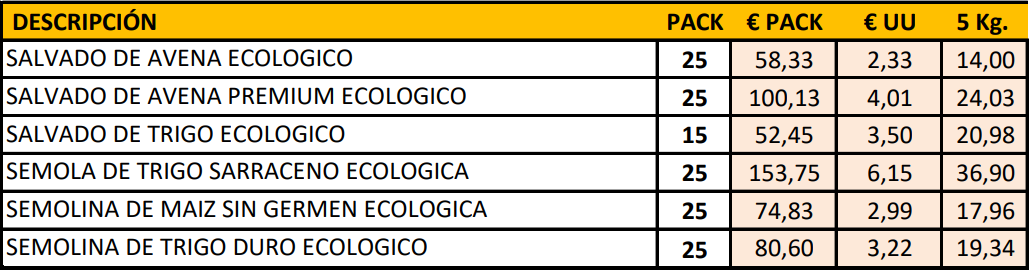 DESCRIPCIÓN PACK € PACK € UU 5 Kg.
SALVADO DE AVENA ECOLOGICO 25 58,33 2,33 14,00
SALVADO DE AVENA PREMIUM ECOLOGICO 25 100,13 4,01 24,03
SALVADO DE TRIGO ECOLOGICO 15 52,45 3,50 20,98
SEMOLA DE TRIGO SARRACENO ECOLOGICA 25 153,75 6,15 36,90
SEMOLINA DE MAIZ SIN GERMEN ECOLOGICA 25 74,83 2,99 17,96
SEMOLINA DE TRIGO DURO ECOLOGICO 25 80,60 3,22 19,34